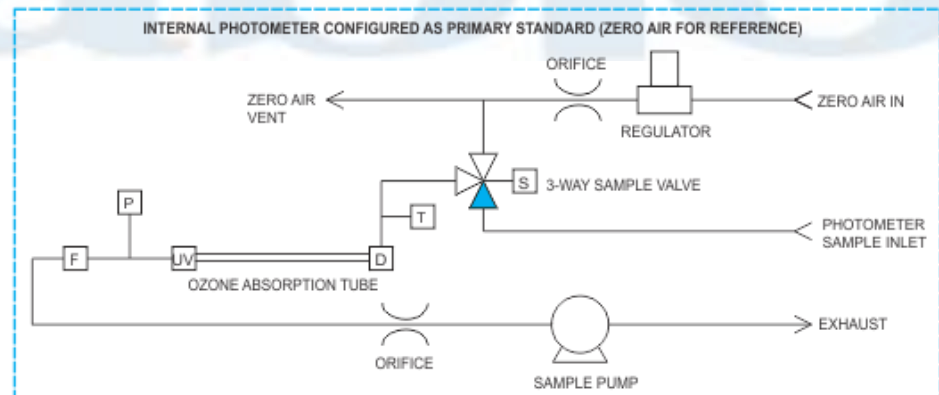 INTERNAL PHOTOMETER CONFIGURED AS PRIMARY STANDARD (ZERO AIR FOR REFERENCE)
ORIFICE
ZERO AIR
VENT
ZERO AIR IN
REGULATOR
S
3-WAY SAMPLE VALVE
P
T
PHOTOMETER
SAMPLE INLET
F
UV
D
OZONE ABSORPTION TUBE
EXHAUST
ORIFICE
SAMPLE PUMP